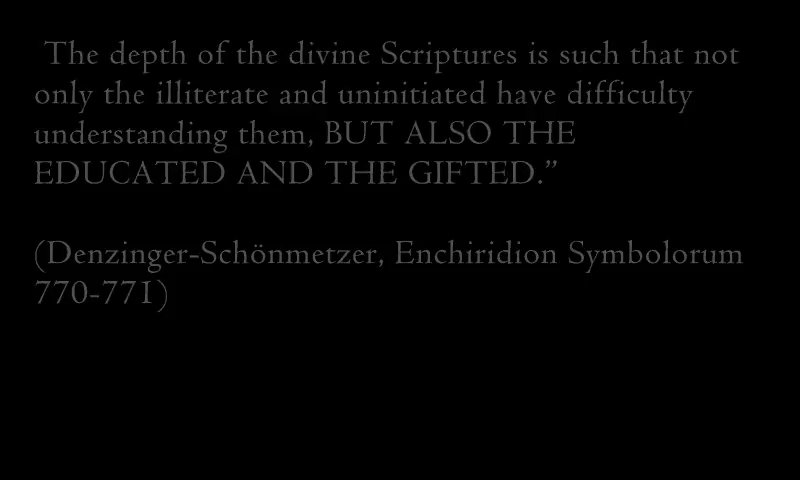 The depth of the divine Scriptures is such that not
only the illiterate and uninitiated have difficulty
understanding them, BUT ALSO THE
EDUCATED AND THE GIFTED.”
(Denzinger-Schönmetzer, Enchiridion Symbolorum
770-771)